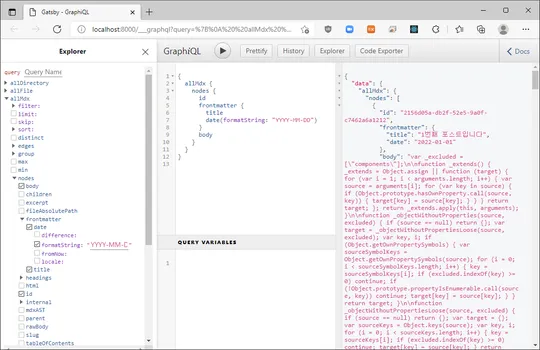 Gatsby - GraphiQL
localhost:8000/___graphql?query=%7B%0A%20%20allMdx%20%...
Explorer
GraphiQL
Prettify
History
Explorer
Code Exporter
Docs
query Query Name
allDirectory
allFile
allMdx
filter:
limit:
skip:
sort:
distinct
edges
group
max
min
nodes
body
children
excerpt
fileAbsolutePath
frontmatter
date
difference:
formatString: "YYYY-MM-D
fromNow:
locale:
title
headings
html
id
internal
mdxAST
parent
rawBody
slug
tableOfContents
1 {
2 allMdx {
3 nodes {
4 id
5 frontmatter {
6 title
7 date(formatString: "YYYY-MM-DD")
8 }
9 body
10 }
11 }
12 }
QUERY VARIABLES
1
{
"data": {
"allMdx": {
"nodes": [
{
"id": "2156d05a-db2f-52e5-9a0f-
c7462a6a1212",
"frontmatter": {
"title": "1번째 포스트입니다",
"date": "2022-01-01"
},
"body": "var _excluded =
[\"components\"];\n\nfunction _extends() {
_extends = Object.assign || function (target) {
for (var i = 1; i < arguments.length; i++) { var
source = arguments[i]; for (var key in source) {
if (Object.prototype.hasOwnProperty.call(source,
key)) { target[key] = source[key]; } } } return
target; }; return _extends.apply(this, arguments);
}\n\nfunction _objectWithoutProperties(source,
excluded) { if (source == null) return {}; var
target = _objectWithoutPropertiesLoose(source,
excluded); var key, i; if
(Object.getOwnPropertySymbols) { var
sourceSymbolKeys =
Object.getOwnPropertySymbols(source); for (i = 0;
i < sourceSymbolKeys.length; i++) { key =
sourceSymbolKeys[i]; if (excluded.indexOf(key) >=
0) continue; if
(!Object.prototype.propertyIsEnumerable.call(sour
ce, key)) continue; target[key] = source[key]; } }
return target; }\n\nfunction
_objectWithoutPropertiesLoose(source, excluded) {
if (source == null) return {}; var target = {};
var sourceKeys = Object.keys(source); var key, i;
for (i = 0; i < sourceKeys.length; i++) { key =
sourceKeys[i]; if (excluded.indexOf(key) >= 0)
continue; target[key] = source[key]; } return